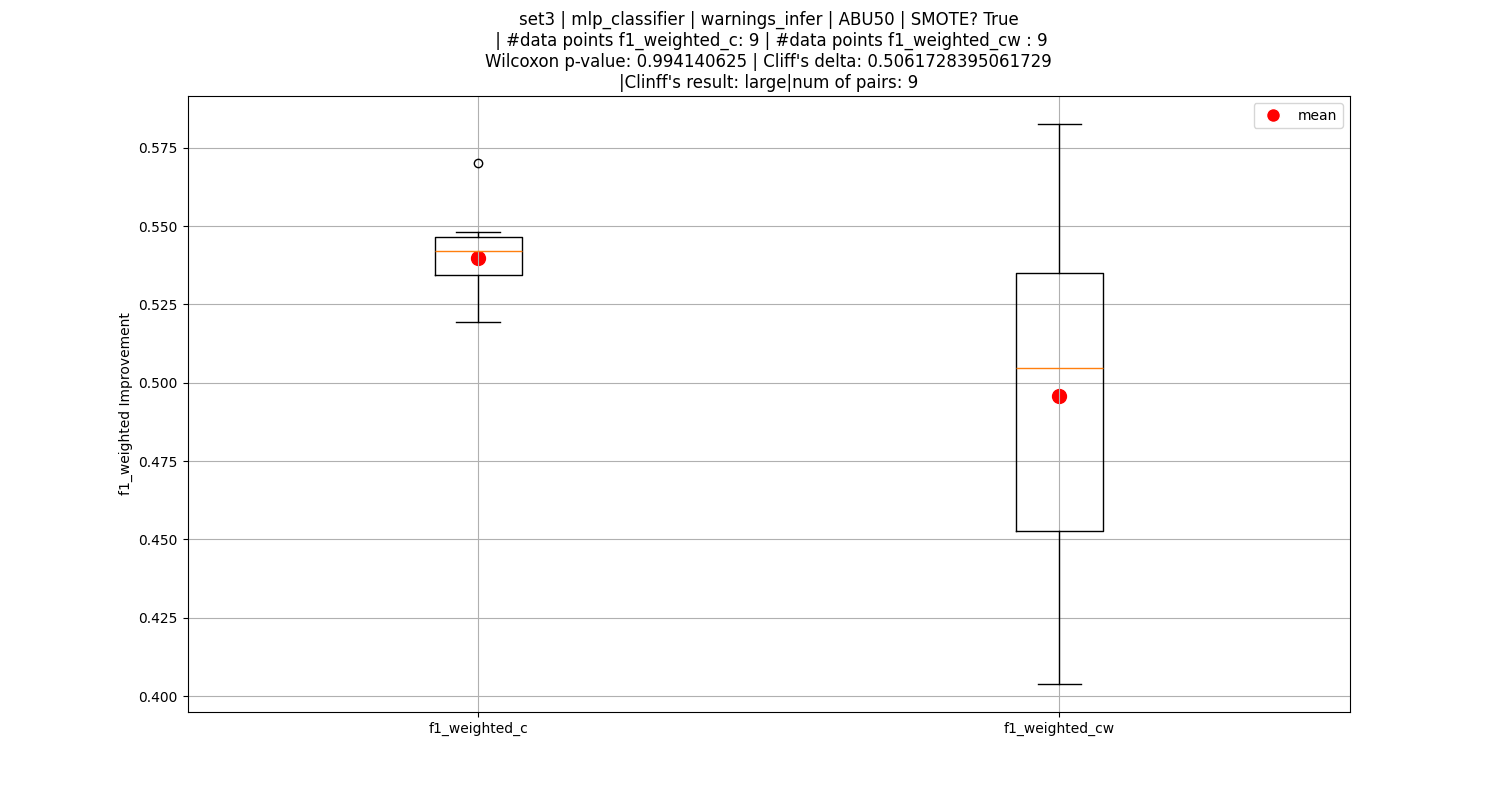 set3 | mlp_classifier | warnings_infer | ABU50 | SMOTE? True
| #data points f1_weighted_c: 9 | #data points f1_weighted_cw : 9
Wilcoxon p-value: 0.994140625 | Cliff's delta: 0.5061728395061729
|Clinff's result: large|num of pairs: 9
mean
0.575
0.550
0.525
0.500
0.475
0.450
0.425
0.400
f1_weighted Improvement
f1_weighted_c
f1_weighted_cw